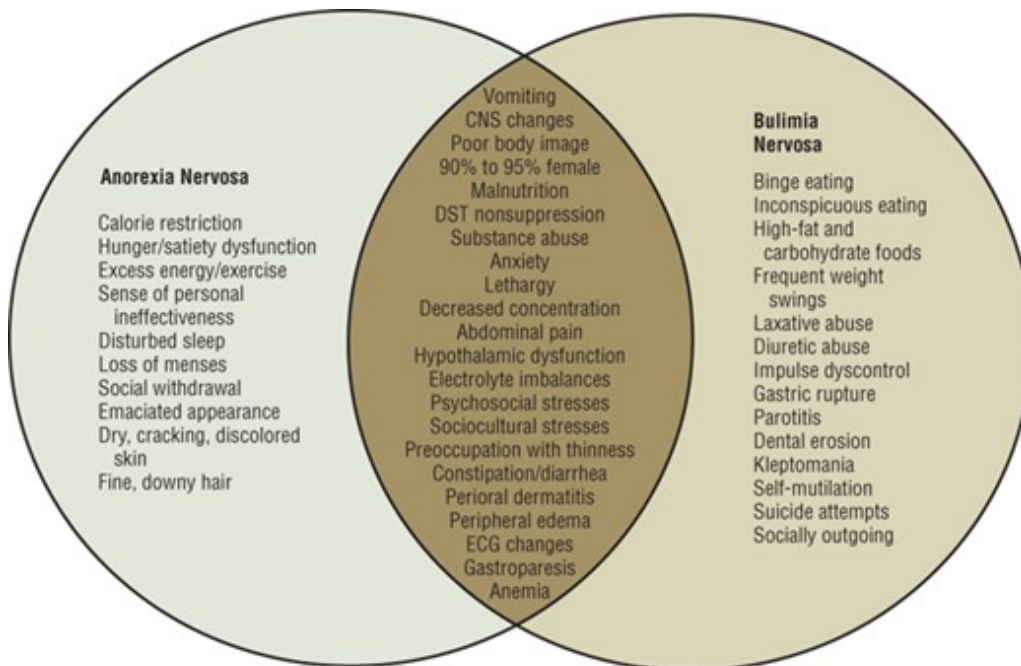 Anorexia Nervosa
Calorie restriction
Hunger/satiety dysfunction
Excess energy/exercise
Sense of personal
ineffectiveness
Disturbed sleep
Loss of menses
Social withdrawal
Emaciated appearance
Dry, cracking, discolored
skin
Fine, downy hair
Vomiting
CNS changes
Poor body image
90% to 95% female
Malnutrition
DST nonsuppression
Substance abuse
Anxiety
Lethargy
Decreased concentration
Abdominal pain
Hypothalamic dysfunction
Electrolyte imbalances
Psychosocial stresses
Sociocultural stresses
Preoccupation with thinness
Constipation/diarrhea
Perioral dermatitis
Peripheral edema
ECG changes
Gastroparesis
Anemia
Bulimia
Nervosa
Binge eating
Inconspicuous eating
High-fat and
carbohydrate foods
Frequent weight
swings
Laxative abuse
Diuretic abuse
Impulse dyscontrol
Gastric rupture
Parotitis
Dental erosion
Kleptomania
Self-mutilation
Suicide attempts
Socially outgoing